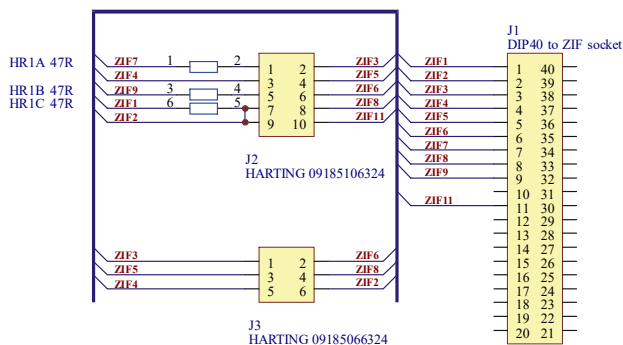 J1
DIP40 to ZIF socket
HR1A 47R ZIF7 1 2 ZIF3 ZIF1
ZIF4 1 2 ZIF5 ZIF2 1 40
HR1B 47R ZIF9 3 4 3 4 ZIF6 ZIF3 2 39
HR1C 47R ZIF1 6 5 5 6 ZIF8 ZIF4 3 38
ZIF2 7 8 ZIF11 ZIF5 4 37
9 10 ZIF6 5 36
ZIF7 6 35
J2 ZIF8 7 34
HARTING 09185106324 ZIF9 8 33
9 32
ZIF11 10 31
11 30
12 29
13 28
ZIF3 1 2 ZIF6 14 27
ZIF5 3 4 ZIF8 15 26
ZIF4 5 6 ZIF2 16 25
17 24
18 23
J3 19 22
HARTING 09185066324 20 21